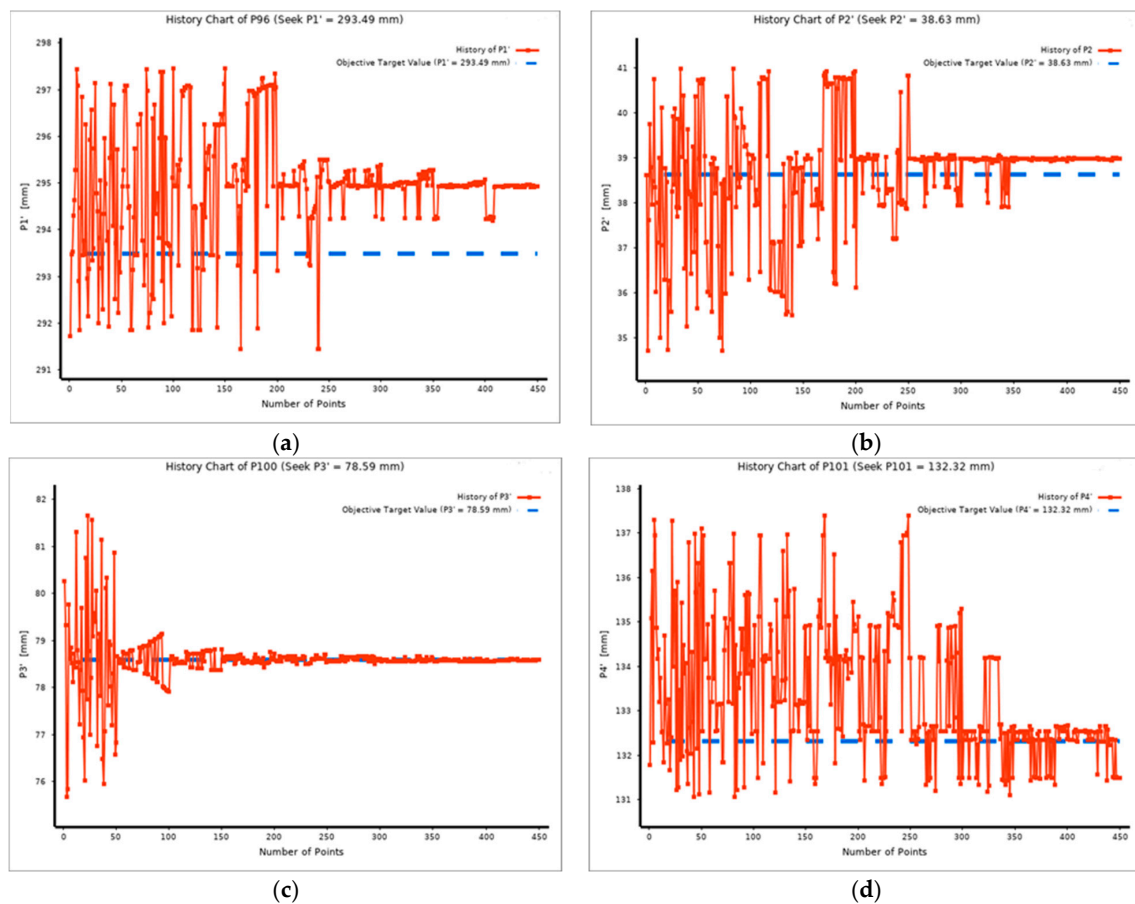 History Chart of P96 (Seek P1' = 293.49 mm)
298
297
296
295
294
293
292
291
P1' [mm]
History of P1'
Objective Target Value (P1' = 293.49 mm)
0 50 100 150 200 250 300 350 400 450
Number of Points
(a)
History Chart of P2' (Seek P2' = 38.63 mm)
41
40
39
38
37
36
35
P2' [mm]
History of P2
Objective Target Value (P2' = 38.63 mm)
0 50 100 150 200 250 300 350 400 450
Number of Points
(b)
History Chart of P100 (Seek P3' = 78.59 mm)
82
81
80
79
78
77
76
P3' [mm]
History of P3'
Objective Target Value (P3' = 78.59 mm)
0 50 100 150 200 250 300 350 400 450
Number of Points
(c)
History Chart of P101 (Seek P101 = 132.32 mm)
138
137
136
135
134
133
132
131
P4' [mm]
History of P4'
Objective Target Value (P4' = 132.32 mm)
0 50 100 150 200 250 300 350 400 450
Number of Points
(d)